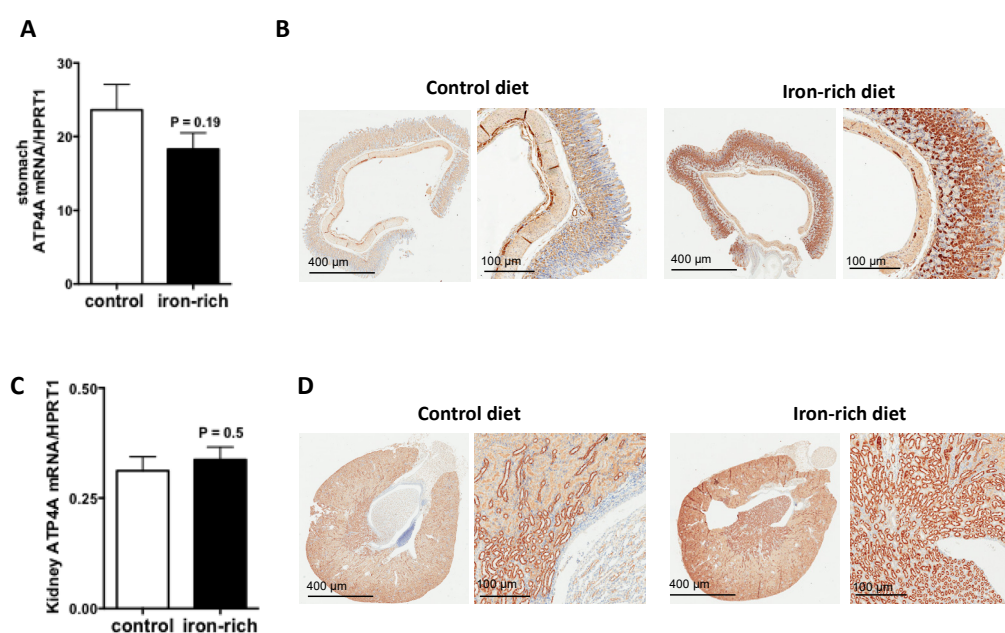 A
stomach
ATP4A mRNA/HPRT1
30
20
10
0
P = 0.19
control
iron-rich
B
Control diet
Iron-rich diet
400 µm
100 µm
400 µm
100 µm
C
Kidney ATP4A mRNA/HPRT1
0.50
0.25
0.00
P = 0.5
control
iron-rich
D
Control diet
Iron-rich diet
400 µm
100 µm
400 µm
100 µm